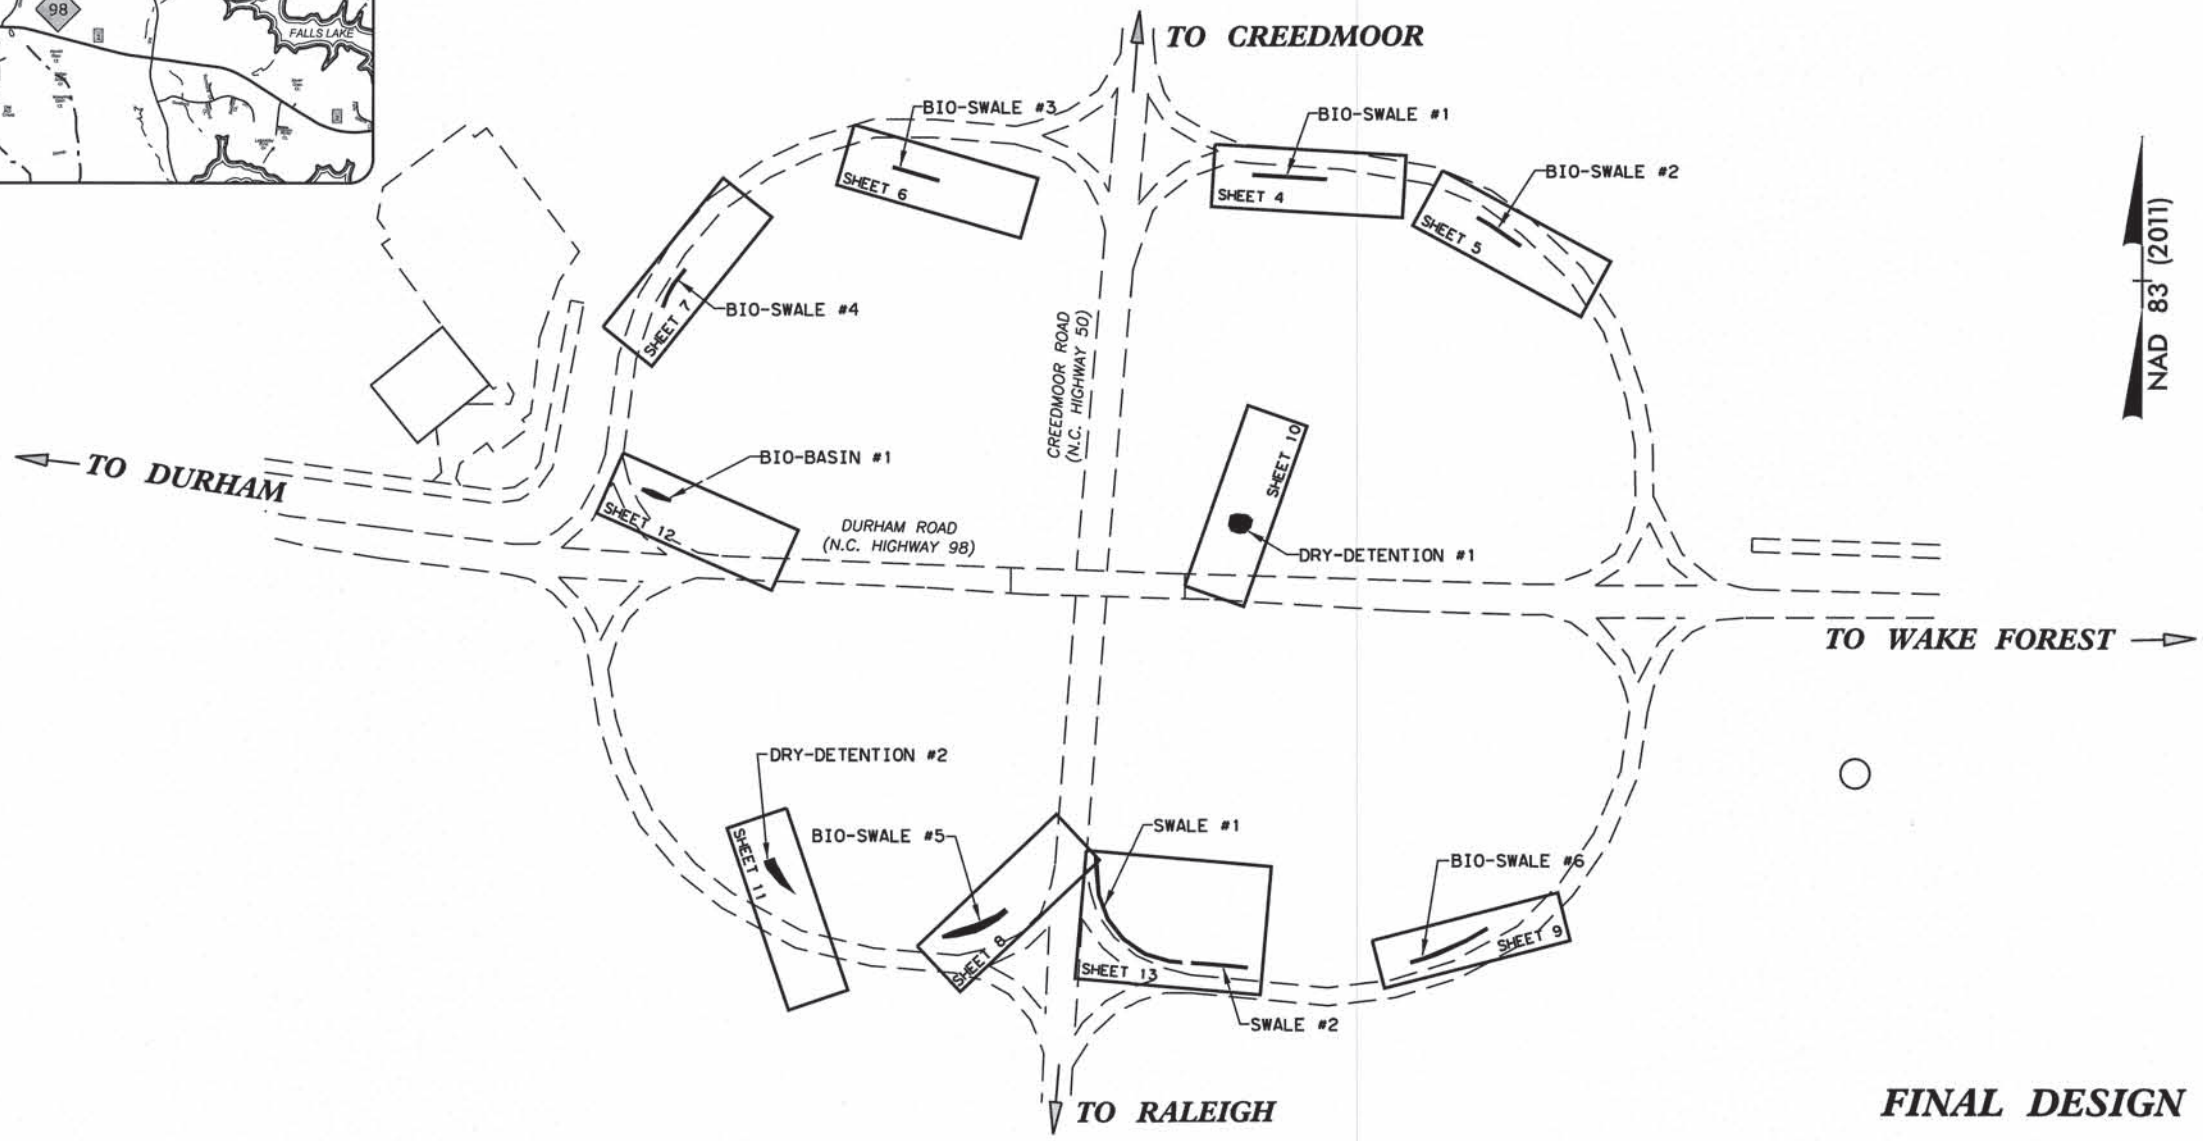 98
FALLS LAKE
TO CREEDMOOR
BIO-SWALE #3
BIO-SWALE #1
BIO-SWALE #2
SHEET 6
SHEET 4
SHEET 5
NAD 83 (2011)
BIO-SWALE #4
SHEET 7
CREEDMOOR ROAD
(N.C. HIGHWAY 50)
TO DURHAM
BIO-BASIN #1
SHEET 12
DURHAM ROAD
(N.C. HIGHWAY 98)
SHEET 10
DRY-DETENTION #1
TO WAKE FOREST
DRY-DETENTION #2
SHEET 11
BIO-SWALE #5
SHEET 8
SWALE #1
SHEET 13
SWALE #2
BIO-SWALE #6
SHEET 9
TO RALEIGH
FINAL DESIGN